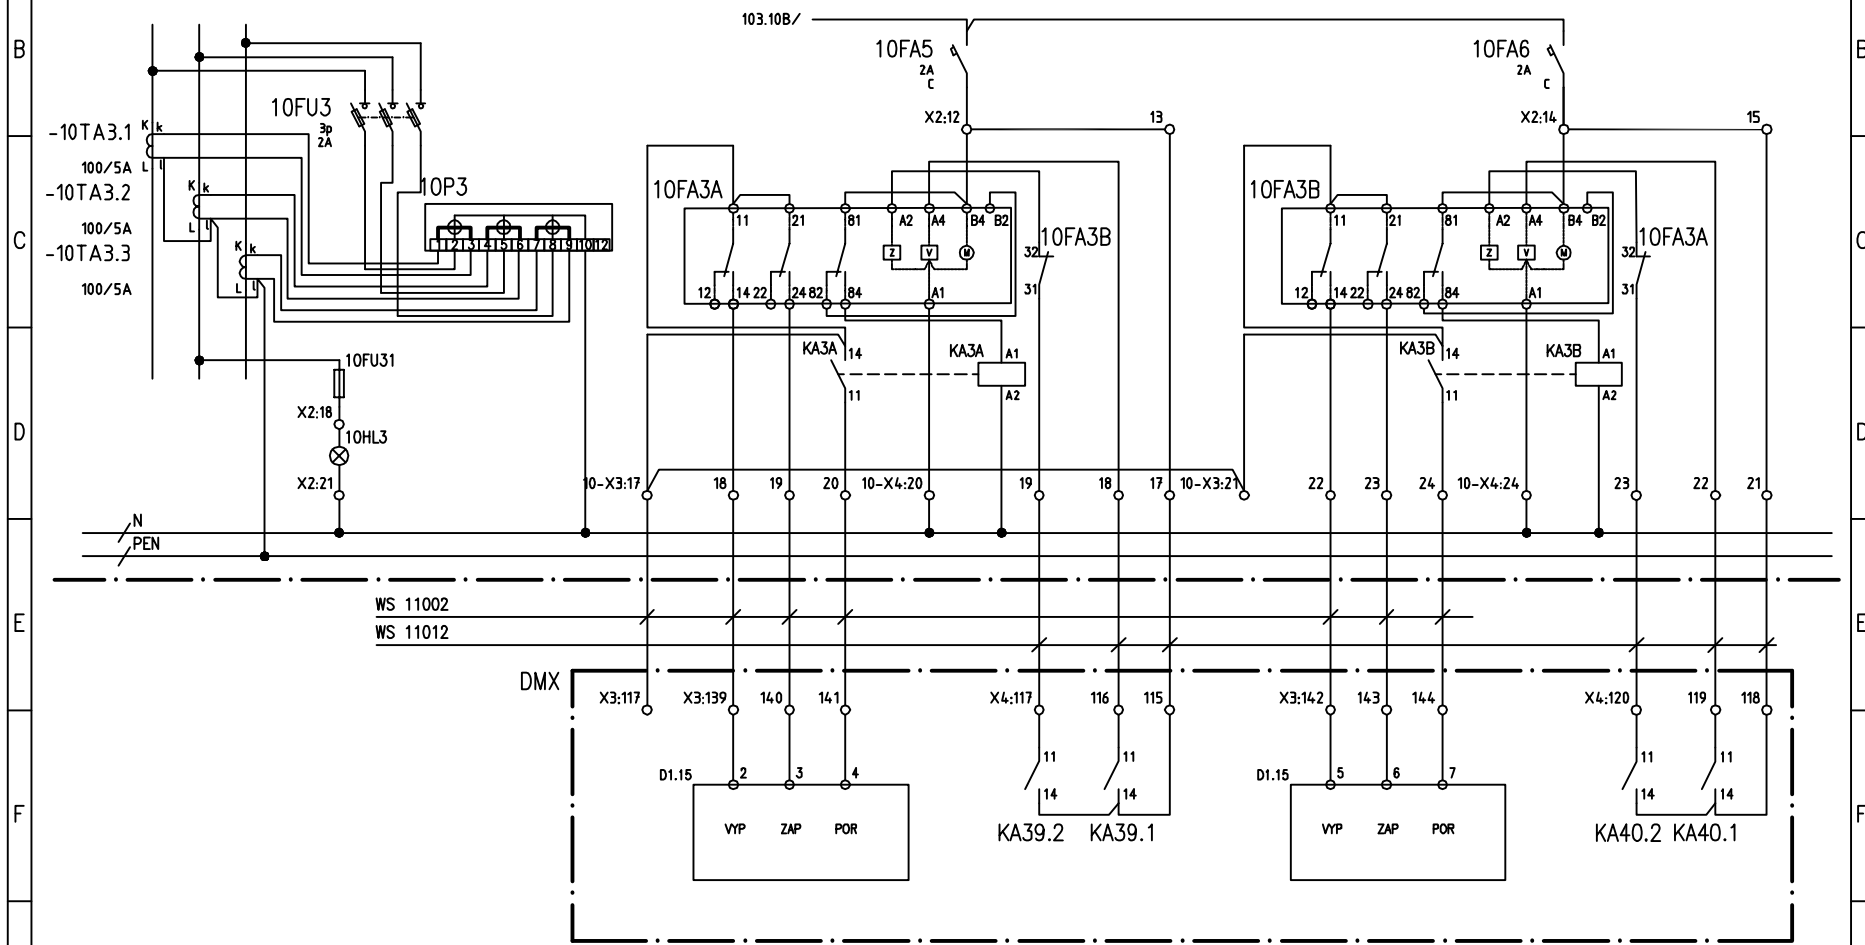 103.10B/
B
10FA5
10FA6
B
2A
C
2A
C
10FU3
3p
2A
X2:12
13
X2:14
15
-10TA3.1
K
k
100/5A
L
l
-10TA3.2
K
k
10P3
10FA3A
10FA3B
100/5A
L
l
11
21
81
A2
A4
B4
B2
11
21
81
A2
A4
B4
B2
C
-10TA3.3
K
k
1
2
3
4
5
6
7
8
9
10
12
Z
V
M
32
10FA3B
Z
V
M
32
10FA3A
C
100/5A
L
l
12
14
22
24
82
84
A1
31
12
14
22
24
82
84
A1
31
10FU31
KA3A
14
KA3A
A1
KA3B
14
KA3B
A1
11
A2
11
A2
X2:18
D
10HL3
D
X2:21
10-X3:17
18
19
20
10-X4:20
19
18
17
10-X3:21
22
23
24
10-X4:24
23
22
21
N
PEN
WS 11002
E
E
WS 11012
DMX
X3:117
X3:139
140
141
X4:117
116
115
X3:142
143
144
X4:120
119
118
11
11
11
11
D1.15
2
3
4
D1.15
5
6
7
14
14
14
14
F
VYP
ZAP
POR
KA39.2
KA39.1
VYP
ZAP
POR
KA40.2
KA40.1
F